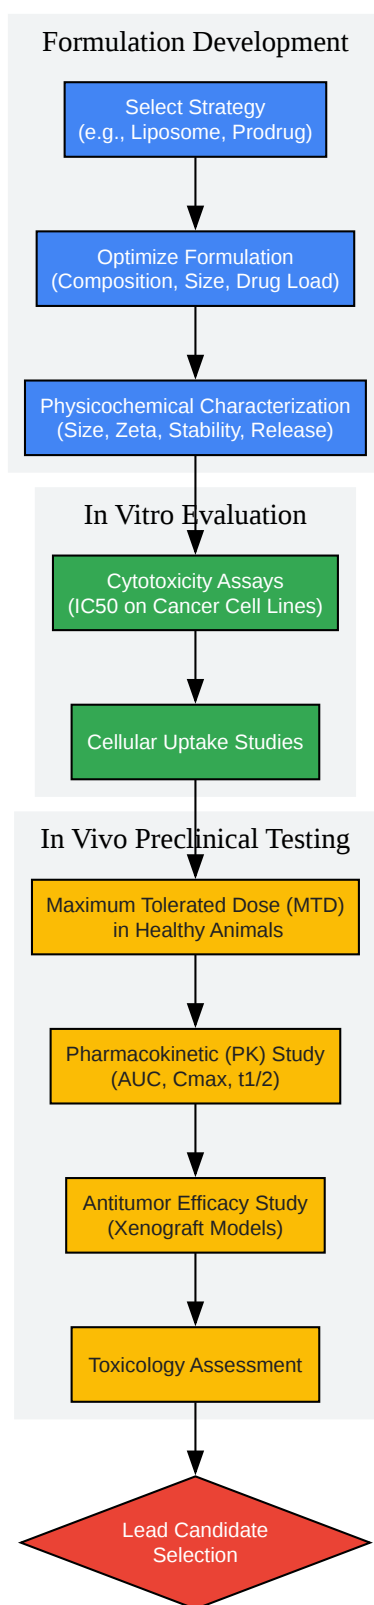 Formulation Development
Select Strategy
(e.g., Liposome, Prodrug)
Optimize Formulation
(Composition, Size, Drug Load)
Physicochemical Characterization
(Size, Zeta, Stability, Release)
In Vitro Evaluation
Cytotoxicity Assays
(IC50 on Cancer Cell Lines)
Cellular Uptake Studies
In Vivo Preclinical Testing
Maximum Tolerated Dose (MTD)
in Healthy Animals
Pharmacokinetic (PK) Study
(AUC, Cmax, t1/2)
Antitumor Efficacy Study
(Xenograft Models)
Toxicology Assessment
Lead Candidate
Selection